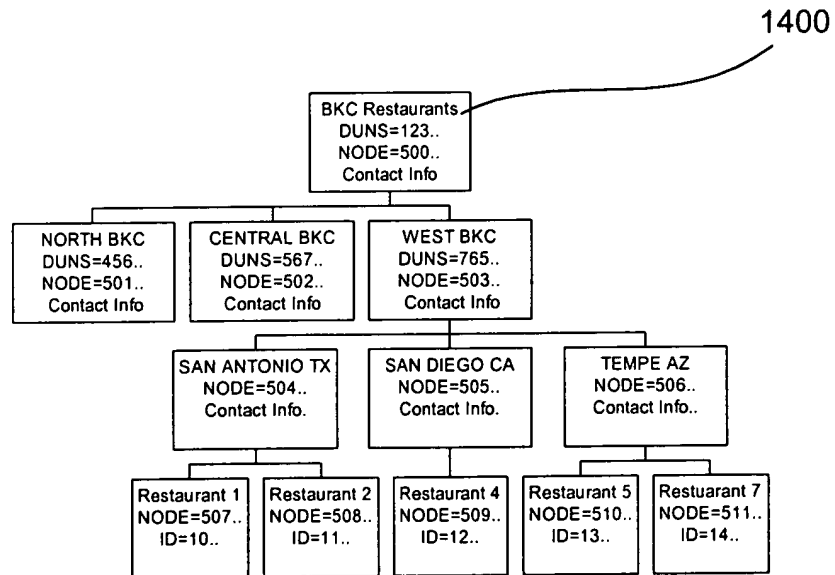 1400
BKC Restaurants
DUNS=123..
NODE=500..
Contact Info
NORTH BKC
DUNS=456..
NODE=501..
Contact Info
CENTRAL BKC
DUNS=567..
NODE=502..
Contact Info
WEST BKC
DUNS=765..
NODE=503..
Contact Info
SAN ANTONIO TX
NODE=504..
Contact Info.
SAN DIEGO CA
NODE=505..
Contact Info.
TEMPE AZ
NODE=506..
Contact Info..
Restaurant 1
NODE=507..
ID=10..
Restaurant 2
NODE=508..
ID=11..
Restaurant 4
NODE=509..
ID=12..
Restaurant 5
NODE=510..
ID=13..
Restuarant 7
NODE=511..
ID=14..